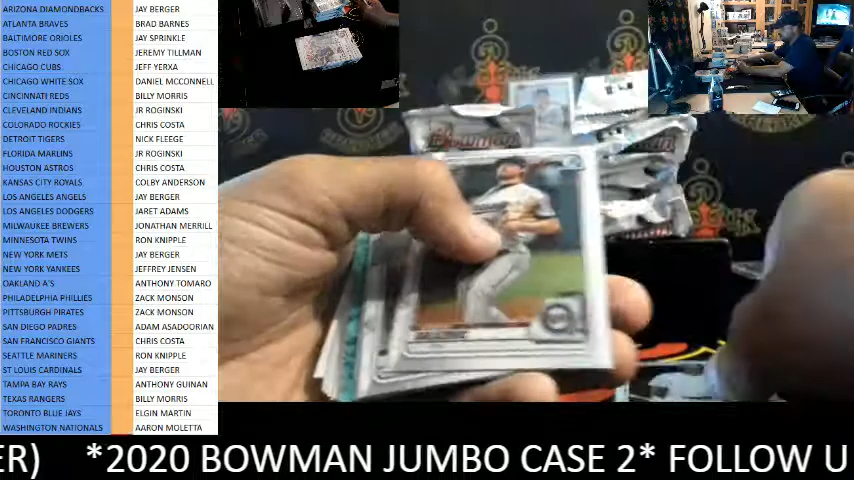 ARIZONA DIAMONDBACKS JAY BERGER
ATLANTA BRAVES BRAD BARNES
BALTIMORE ORIOLES JAY SPRINKLE
BOSTON RED SOX JEREMY TILLMAN
CHICAGO CUBS JEFF YERXA
CHICAGO WHITE SOX DANIEL MCCONNELL
CINCINATTI REDS BILLY MORRIS
CLEVELAND INDIANS JR ROGINSKI
COLORADO ROCKIES CHRIS COSTA
DETROIT TIGERS NICK FLEEGE
FLORIDA MARLINS JR ROGINSKI
HOUSTON ASTROS CHRIS COSTA
KANSAS CITY ROYALS COLBY ANDERSON
LOS ANGELES ANGELS JAY BERGER
LOS ANGELES DODGERS JARET ADAMS
MILWAUKEE BREWERS JONATHAN MERRILL
MINNESOTA TWINS RON KNIPPLE
NEW YORK METS JAY BERGER
NEW YORK YANKEES JEFFREY JENSEN
OAKLAND A'S ANTHONY TOMARO
PHILADELPHIA PHILLIES ZACK MONSON
PITTSBURGH PIRATES ZACK MONSON
SAN DIEGO PADRES ADAM ASADOORIAN
SAN FRANCISCO GIANTS CHRIS COSTA
SEATTLE MARINERS RON KNIPPLE
ST LOUIS CARDINALS JAY BERGER
TAMPA BAY RAYS ANTHONY GUINAN
TEXAS RANGERS BILLY MORRIS
TORONTO BLUE JAYS ELGIN MARTIN
WASHINGTON NATIONALS AARON MOLETTA
Bowman
ER) *2020 BOWMAN JUMBO CASE 2* FOLLOW U